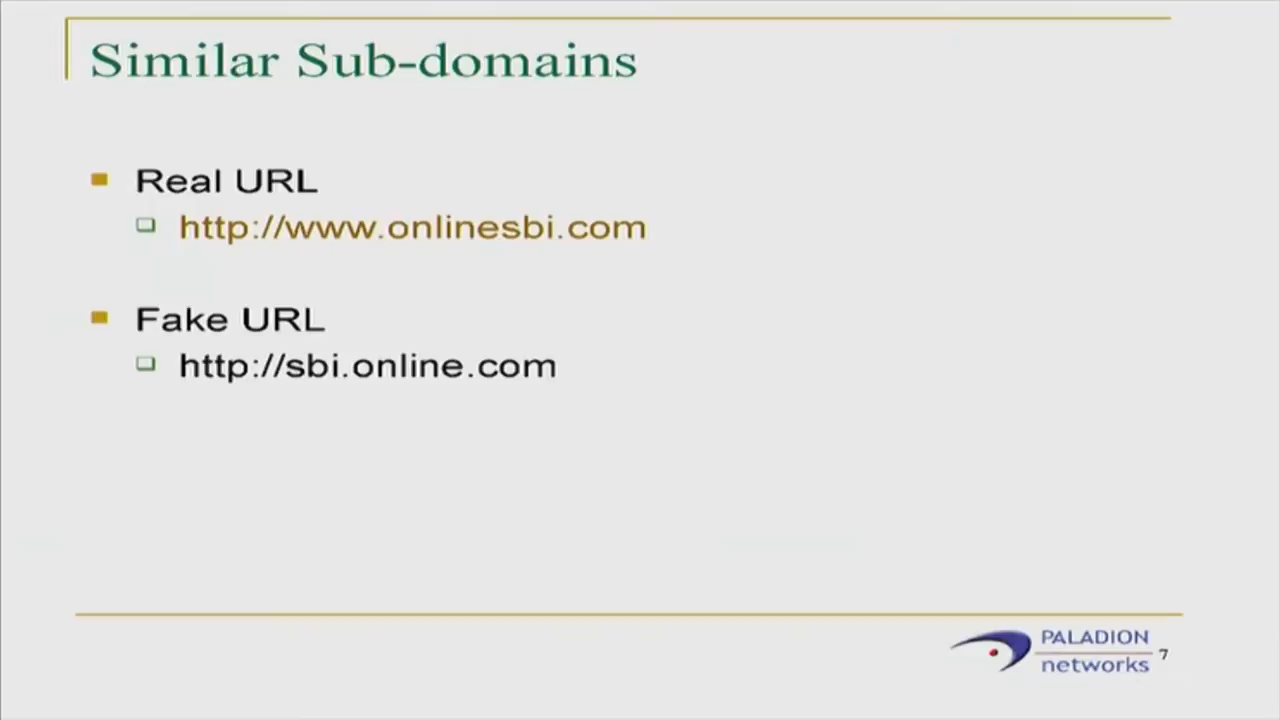 Similar Sub-domains
Real URL
http://www.onlinesbi.com
Fake URL
http://sbi.online.com
PALADION
networks
7